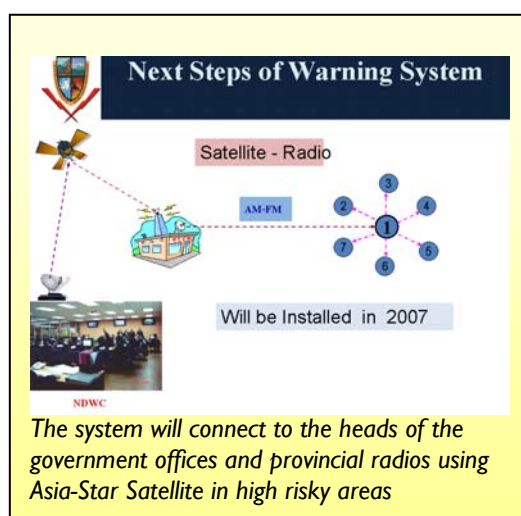 Next Steps of Warning System
Satellite - Radio
AM-FM
3
2
4
1
7
5
6
Will be Installed in 2007
NDWC
The system will connect to the heads of the
government offices and provincial radios using
Asia-Star Satellite in high risky areas